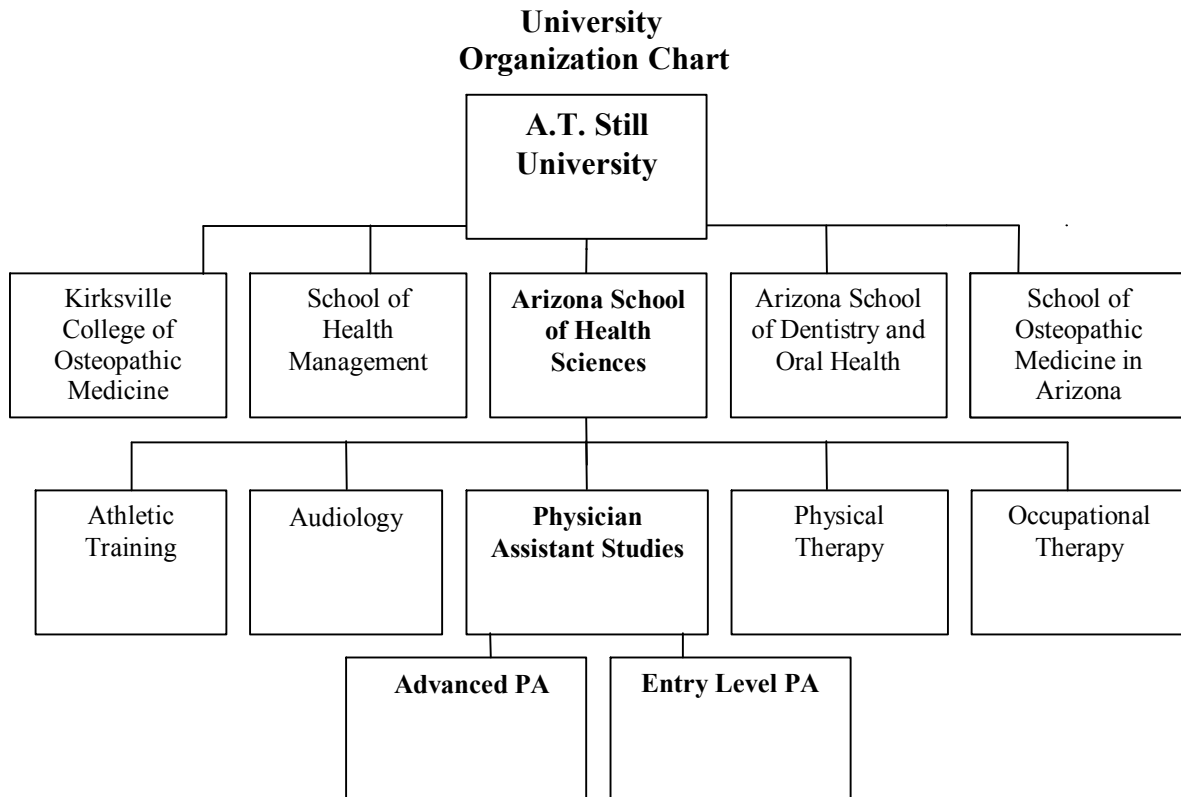 University
Organization Chart
A.T. Still
University
Kirksville
College of
Osteopathic
Medicine
School of
Health
Management
Arizona School
of Health
Sciences
Arizona School
of Dentistry and
Oral Health
School of
Osteopathic
Medicine in
Arizona
Athletic
Training
Audiology
Physician
Assistant Studies
Physical
Therapy
Occupational
Therapy
Advanced PA
Entry Level PA